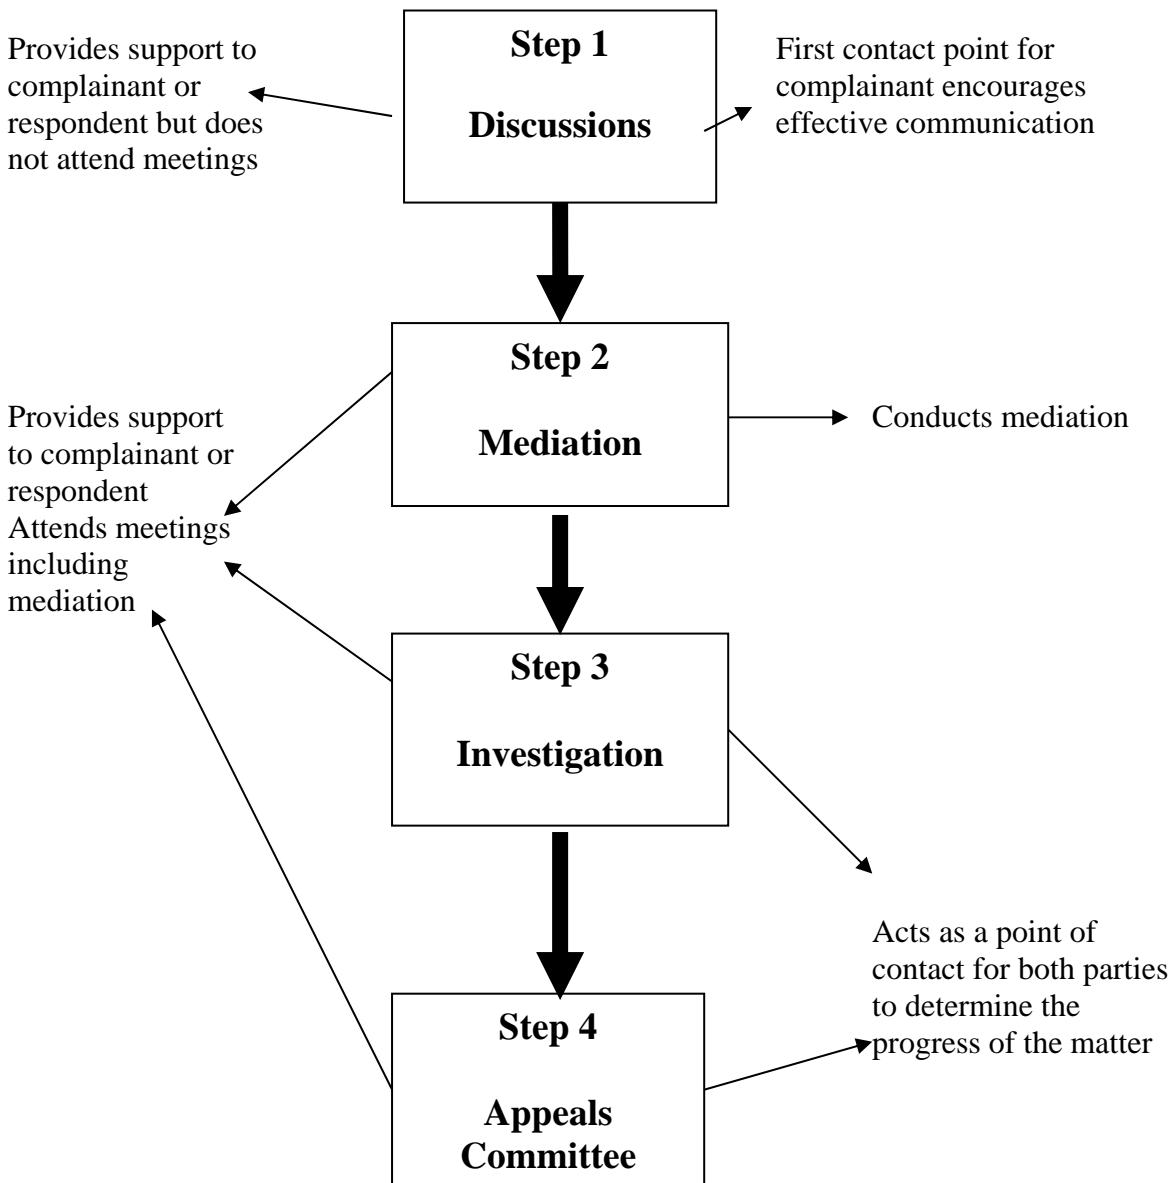 Provides support to
complainant or
respondent but does
not attend meetings
Step 1
Discussions
First contact point for
complainant encourages
effective communication
Step 2
Mediation
Provides support
to complainant or
respondent
Attends meetings
including
mediation
Conducts mediation
Step 3
Investigation
Acts as a point of
contact for both parties
to determine the
progress of the matter
Step 4
Appeals
Committee